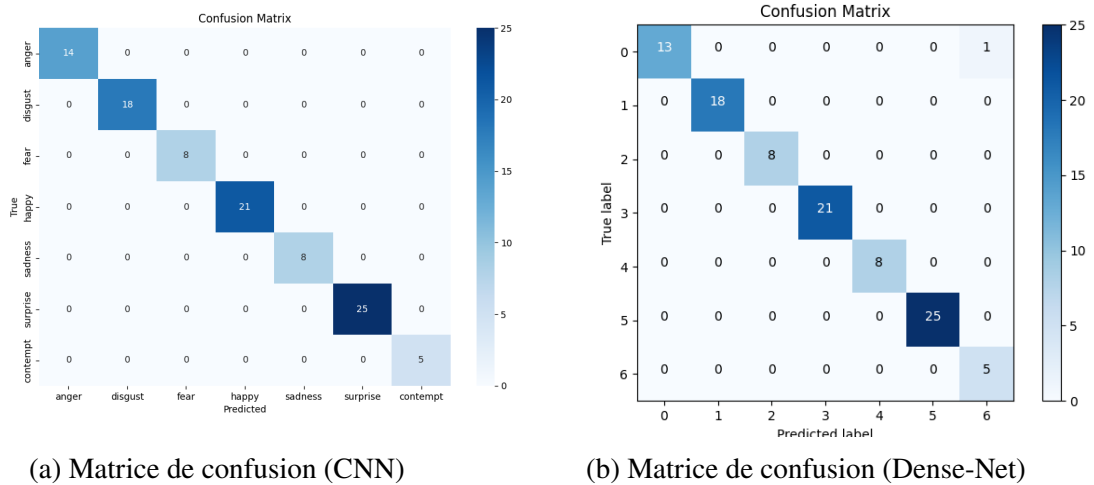 Confusion Matrix
anger 14 0 0 0 0 0 0
disgust 0 18 0 0 0 0 0
fear 0 0 8 0 0 0 0
happy 0 0 0 21 0 0 0
sadness 0 0 0 0 8 0 0
surprise 0 0 0 0 0 25 0
contempt 0 0 0 0 0 0 5
True
anger disgust fear happy sadness surprise contempt
Predicted
25
20
15
10
5
0
(a) Matrice de confusion (CNN)
Confusion Matrix
0 13 0 0 0 0 0 1
1 0 18 0 0 0 0 0
2 0 0 8 0 0 0 0
3 0 0 0 21 0 0 0
4 0 0 0 0 8 0 0
5 0 0 0 0 0 25 0
6 0 0 0 0 0 0 5
True label
0 1 2 3 4 5 6
Predicted label
25
20
15
10
5
0
(b) Matrice de confusion (Dense-Net)